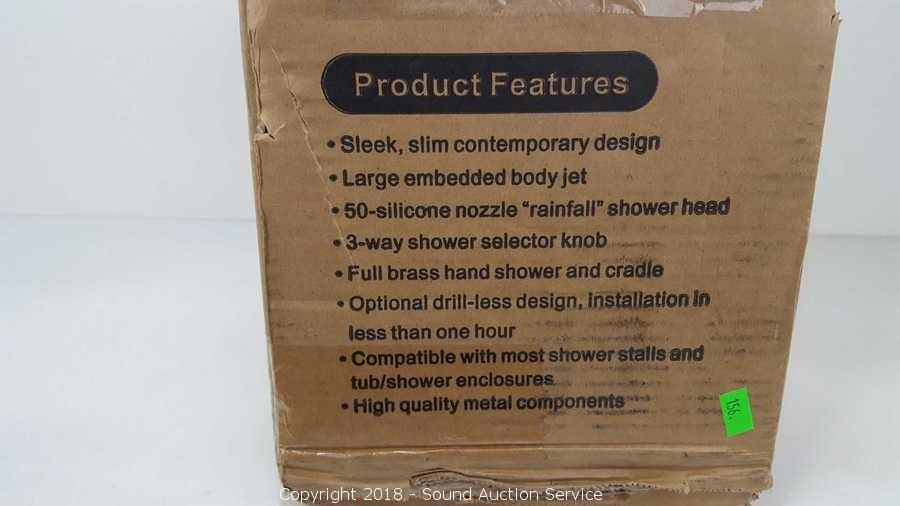 Product Features
• Sleek, slim contemporary design
• Large embedded body jet
• 50-silicone nozzle “rainfall” shower head
• 3-way shower selector knob
• Full brass hand shower and cradle
• Optional drill-less design, installation in
less than one hour
• Compatible with most shower stalls and
tub/shower enclosures
• High quality metal components
156.
Copyright 2018 - Sound Auction Service